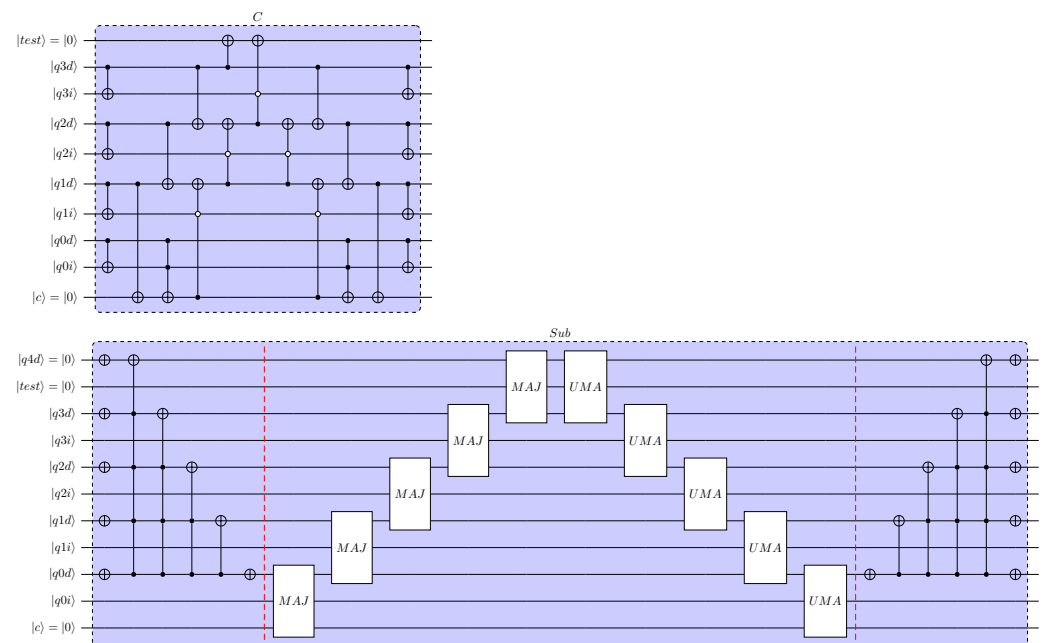 C
|test⟩ = |0⟩
|q3d⟩
|q3i⟩
|q2d⟩
|q2i⟩
|q1d⟩
|q1i⟩
|q0d⟩
|q0i⟩
|c⟩ = |0⟩
Sub
|q4d⟩ = |0⟩
|test⟩ = |0⟩
MAJ UMA
|q3d⟩
|q3i⟩
MAJ UMA
|q2d⟩
|q2i⟩
MAJ UMA
|q1d⟩
|q1i⟩
MAJ UMA
|q0d⟩
|q0i⟩
MAJ UMA
|c⟩ = |0⟩